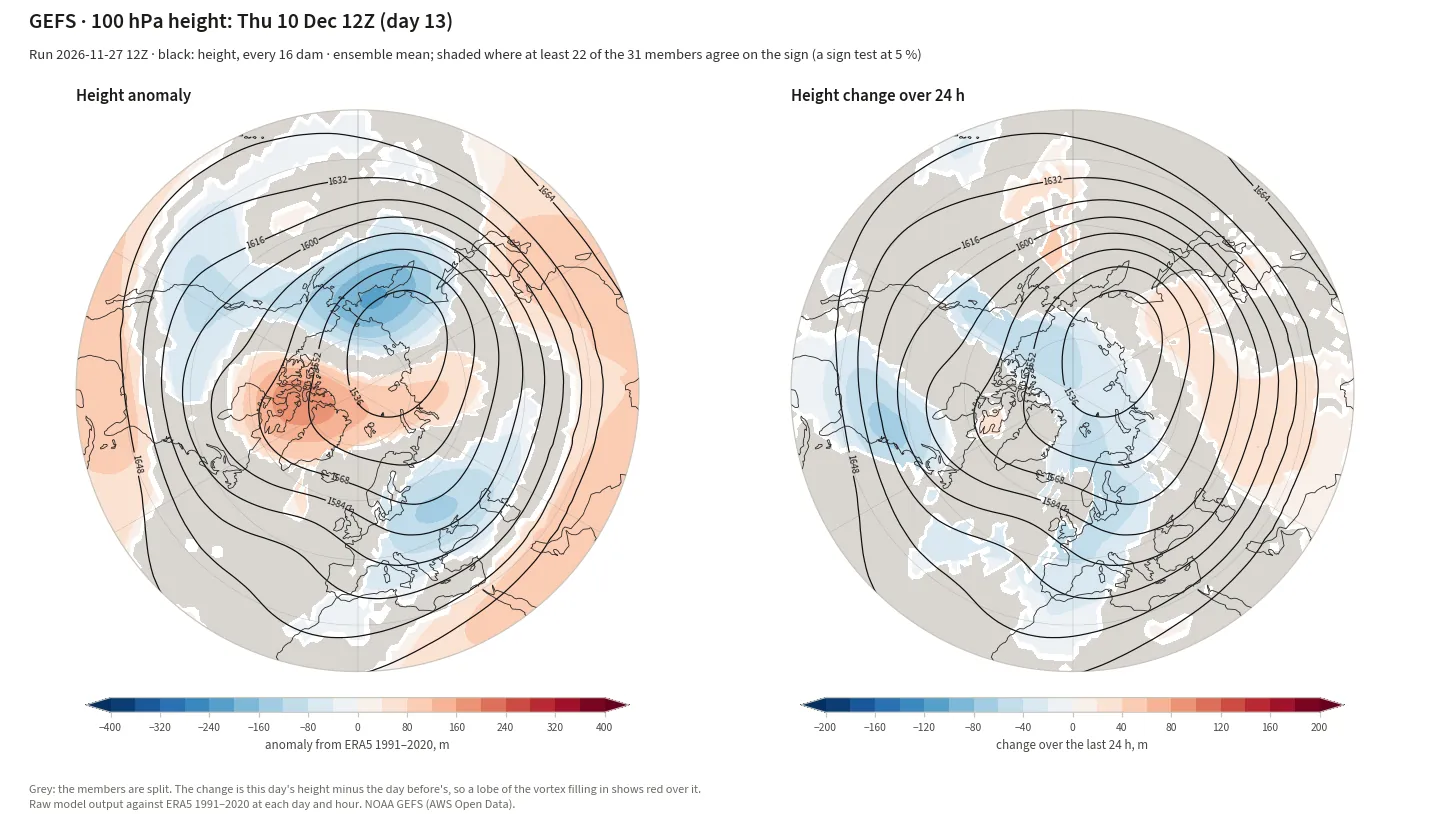 GEFS · 100 hPa height: Thu 10 Dec 12Z (day 13)
Run 2026-11-27 12Z · black: height, every 16 dam · ensemble mean; shaded where at least 22 of the 31 members agree on the sign (a sign test at 5 %)
Height anomaly
Height change over 24 h
1632
1664
1616
1600
1536
1648
1568
1584
1632
1664
1616
1600
1536
1648
1568
1584
−400 −320 −240 −160 −80 0 80 160 240 320 400
anomaly from ERA5 1991–2020, m
−200 −160 −120 −80 −40 0 40 80 120 160 200
change over the last 24 h, m
Grey: the members are split. The change is this day's height minus the day before's, so a lobe of the vortex filling in shows red over it.
Raw model output against ERA5 1991–2020 at each day and hour. NOAA GEFS (AWS Open Data).